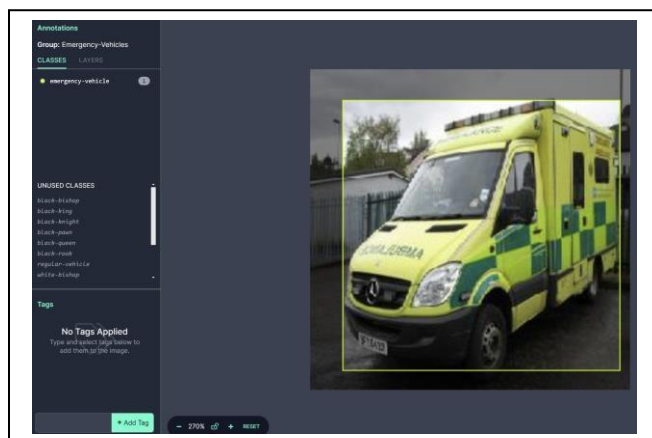 Annotations
Group: Emergency-Vehicles
CLASSES LAYERS
emergency-vehicle
UNUSED CLASSES
black-bishop
black-king
black-knight
black-pawn
black-queen
black-rook
regular-vehicle
white-bishop
Tags
No Tags Applied
Type and select tags below to
add them to the image.
+ Add Tag
− 270% + RESET